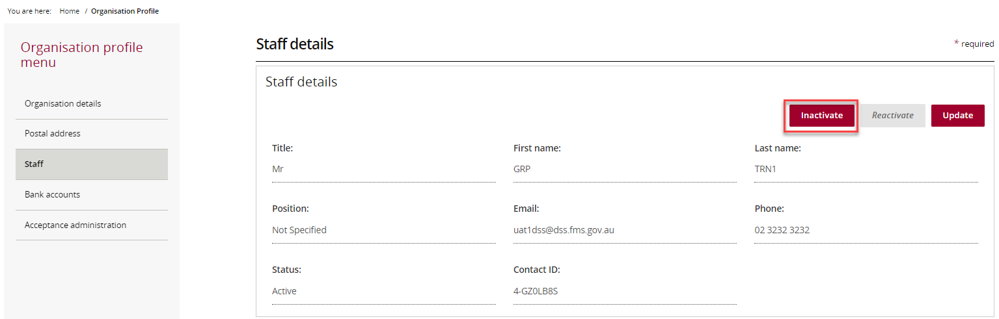 You are here: Home / Organisation Profile
Organisation profile
menu
Organisation details
Postal address
Staff
Bank accounts
Acceptance administration
Staff details
* required
Staff details
Inactivate Reactivate Update
Title: First name: Last name:
Mr GRP TRN1
Position: Email: Phone:
Not Specified uat1dss@dss.fms.gov.au 02 3232 3232
Status: Contact ID:
Active 4-GZ0LB8S